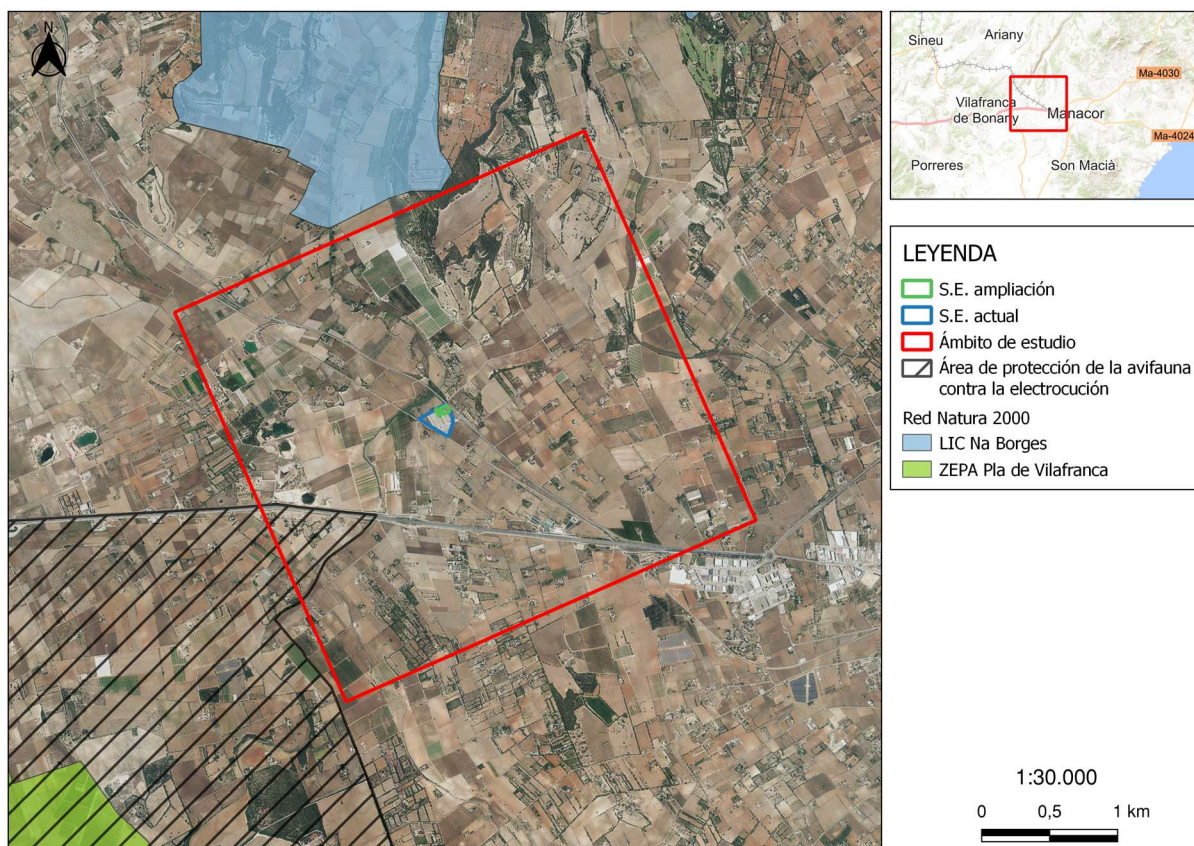 N
Sineu
Ariany
Ma-4030
Vilafranca
de Bonany
Manacor
Ma-4024
Porreres
Son Macià
LEYENDA
S.E. ampliación
S.E. actual
Ámbito de estudio
Área de protección de la avifauna
contra la electrocución
Red Natura 2000
LIC Na Borges
ZEPA Pla de Vilafranca
1:30.000
0 0,5 1 km